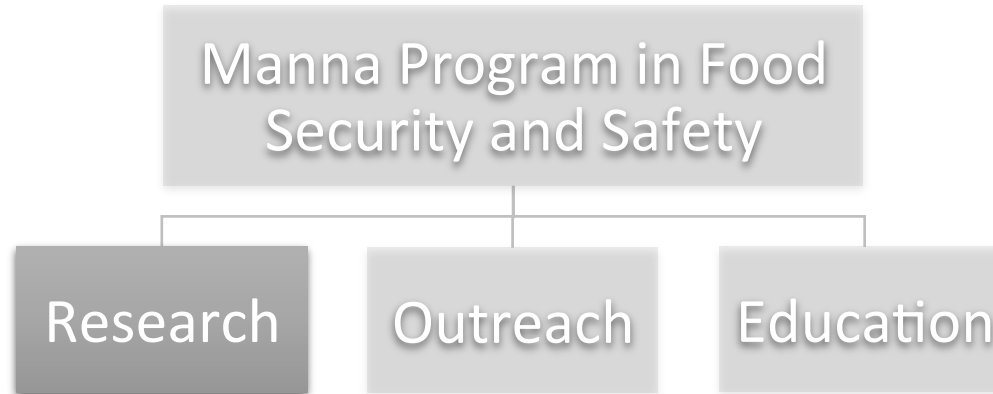 Manna Program in Food
Security and Safety
Research
Outreach
Education